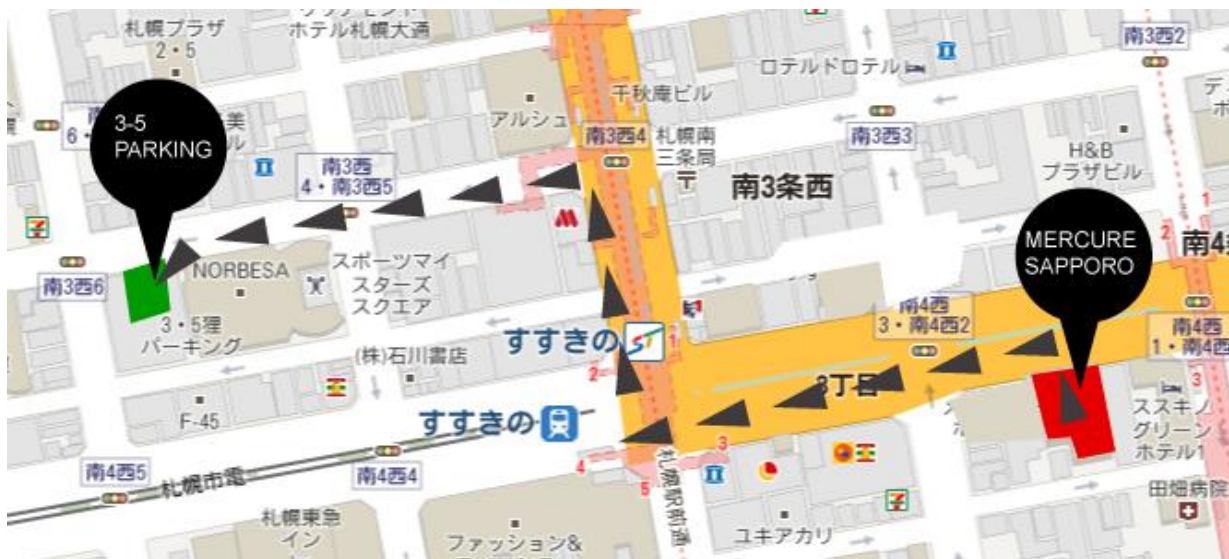 札幌プラザ
2・5
ホテル札幌大通
アルシュ
千秋庵ビル
ロテルドロテル
南3西2
3-5
PARKING
南3西
4・南3西5
南3西4
札幌南
三条局
南3西3
H&B
プラザビル
南3条西
MERCURE
SAPPORO
1
2
南3西6
NORBESA
3・5狸
パーキング
スポーツマイ
スターズ
スクエア
すすきの
1
2
南4西
3・南4西2
南4西
1・南4西
3
(株)石川書店
3丁目
F-45
すすきの
3
4
5
ススキノ
グリーン
ホテル1
南4西5
札幌市電
南4西4
札幌駅前通
田畑病院
札幌東急
イン
ファッション&
ユキアカリ